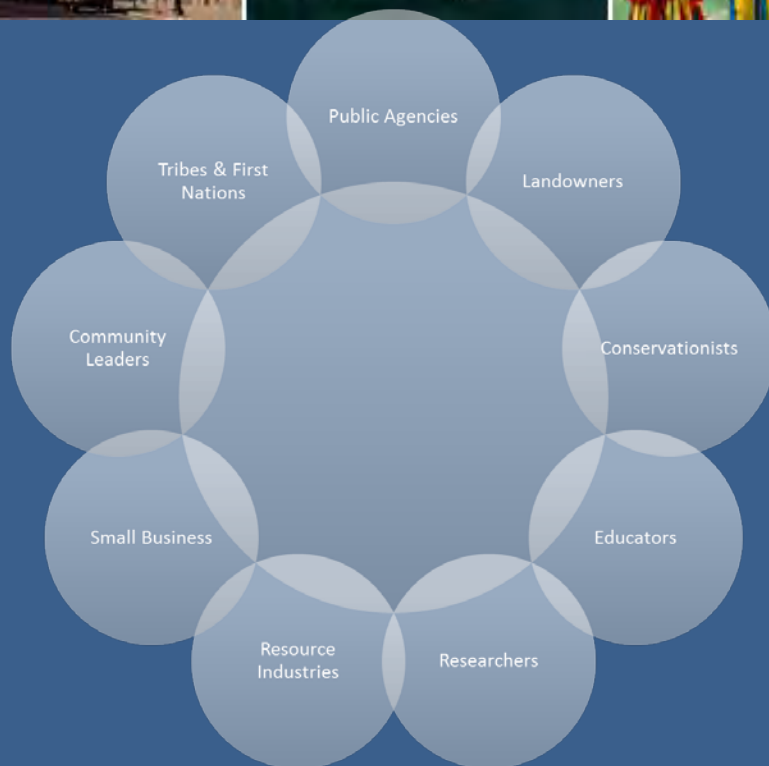 Public Agencies
Tribes & First
Nations
Landowners
Community
Leaders
Conservationists
Small Business
Educators
Resource
Industries
Researchers